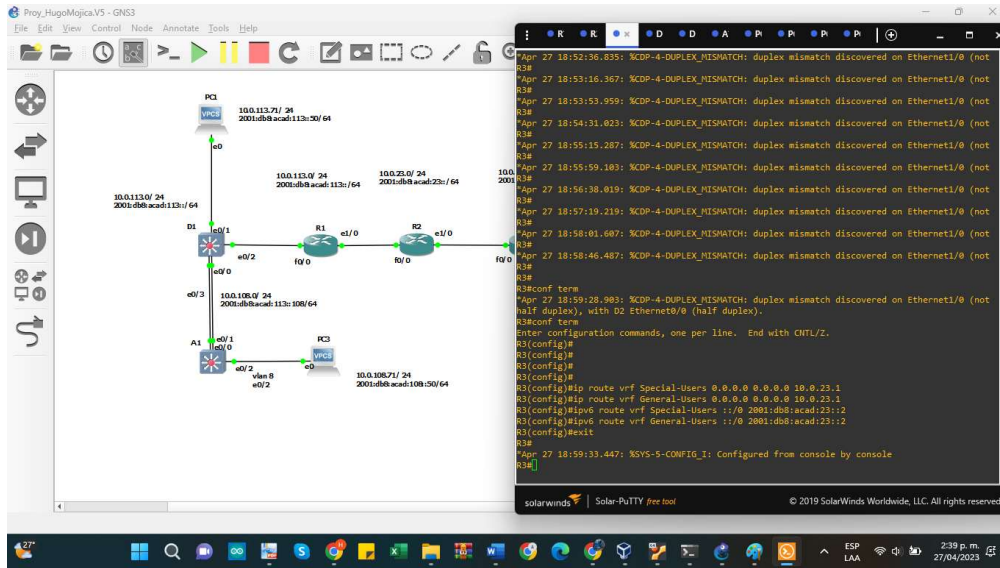 Proy_HugoMojica.V5 - GNS3
File Edit View Control Node Annotate Tools Help
PC1
VPCS
10.0.113.71/ 24
2001:db8:acad:113::50/ 64
e0
10.0.113.0/ 24
2001:db8:acad:113::/ 64
10.0.113.0/ 24
2001:db8:acad:113::/ 64
10.0.23.0/ 24
2001:db8:acad:23::/ 64
10.0
2001
D1
e0/1
e0/2
R1
e1/0
f0/0
R2
e1/0
f0/0
f0/0
e0/0
e0/3
10.0.108.0/ 24
2001:db8:acad:113::108/ 64
A1
e0/1
e0/0
e0/2
vlan 8
e0/2
PC3
VPCS
e0
10.0.108.71/ 24
2001:db8:acad:108::50/ 64
R R × D D A P P P P
*Apr 27 18:52:36.835: %CDP-4-DUPLEX_MISMATCH: duplex mismatch discovered on Ethernet1/0 (not
R3#
*Apr 27 18:53:16.367: %CDP-4-DUPLEX_MISMATCH: duplex mismatch discovered on Ethernet1/0 (not
R3#
*Apr 27 18:53:53.959: %CDP-4-DUPLEX_MISMATCH: duplex mismatch discovered on Ethernet1/0 (not
R3#
*Apr 27 18:54:31.023: %CDP-4-DUPLEX_MISMATCH: duplex mismatch discovered on Ethernet1/0 (not
R3#
*Apr 27 18:55:15.287: %CDP-4-DUPLEX_MISMATCH: duplex mismatch discovered on Ethernet1/0 (not
R3#
*Apr 27 18:55:59.103: %CDP-4-DUPLEX_MISMATCH: duplex mismatch discovered on Ethernet1/0 (not
R3#
*Apr 27 18:56:38.019: %CDP-4-DUPLEX_MISMATCH: duplex mismatch discovered on Ethernet1/0 (not
R3#
*Apr 27 18:57:19.219: %CDP-4-DUPLEX_MISMATCH: duplex mismatch discovered on Ethernet1/0 (not
R3#
*Apr 27 18:58:01.607: %CDP-4-DUPLEX_MISMATCH: duplex mismatch discovered on Ethernet1/0 (not
R3#
*Apr 27 18:58:46.487: %CDP-4-DUPLEX_MISMATCH: duplex mismatch discovered on Ethernet1/0 (not
R3#
R3#
R3#conf term
*Apr 27 18:59:28.903: %CDP-4-DUPLEX_MISMATCH: duplex mismatch discovered on Ethernet1/0 (not
half duplex), with D2 Ethernet0/0 (half duplex).
R3#conf term
Enter configuration commands, one per line. End with CNTL/Z.
R3(config)#
R3(config)#
R3(config)#
R3(config)#
R3(config)#ip route vrf Special-Users 0.0.0.0 0.0.0.0 10.0.23.1
R3(config)#ip route vrf General-Users 0.0.0.0 0.0.0.0 10.0.23.1
R3(config)#ipv6 route vrf Special-Users ::/0 2001:db8:acad:23::2
R3(config)#ipv6 route vrf General-Users ::/0 2001:db8:acad:23::2
R3(config)#exit
R3#
*Apr 27 18:59:33.447: %SYS-5-CONFIG_I: Configured from console by console
R3#
solarwinds | Solar-PuTTY free tool © 2019 SolarWinds Worldwide, LLC. All rights reserved
27°
ESP
LAA
2:39 p. m.
27/04/2023